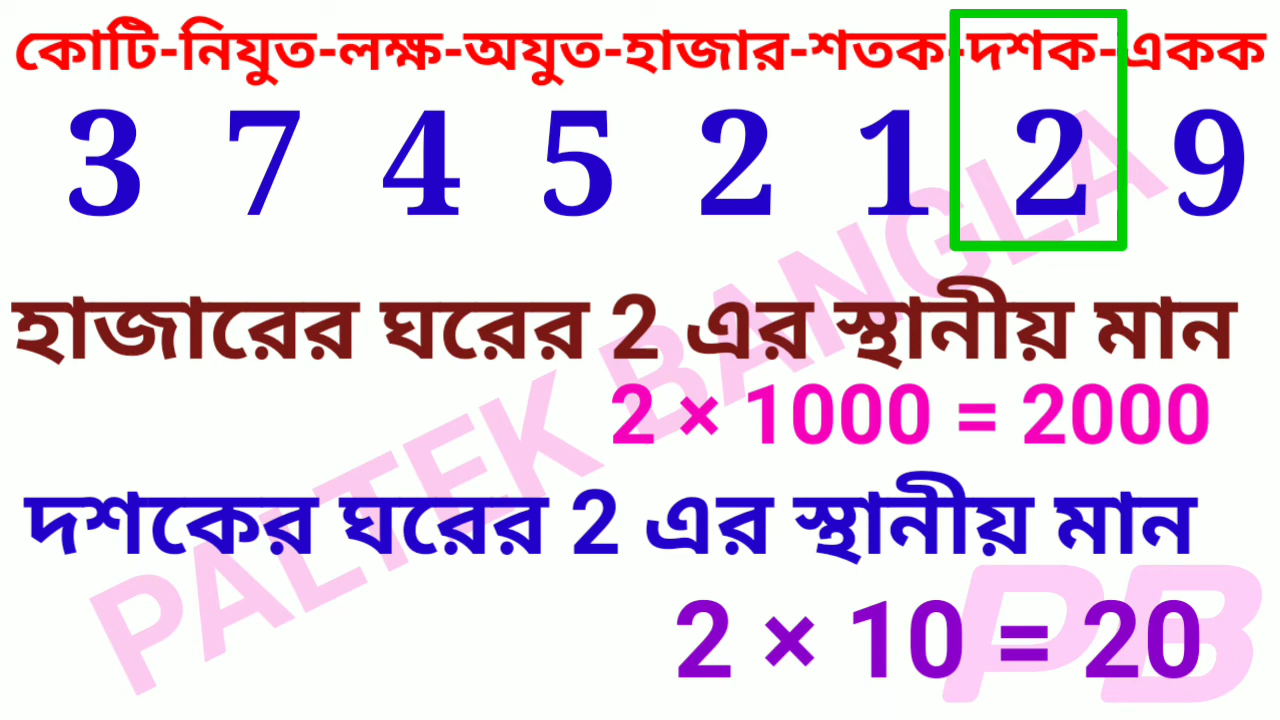 কোটি-নিযুত-লক্ষ-অযুত-হাজার-শতক-দশক-একক
3 7 4 5 2 1 2 9
হাজারের ঘরের 2 এর স্থানীয় মান
2 × 1000 = 2000
দশকের ঘরের 2 এর স্থানীয় মান
2 × 10 = 20
PALTEK BANGLA
PB